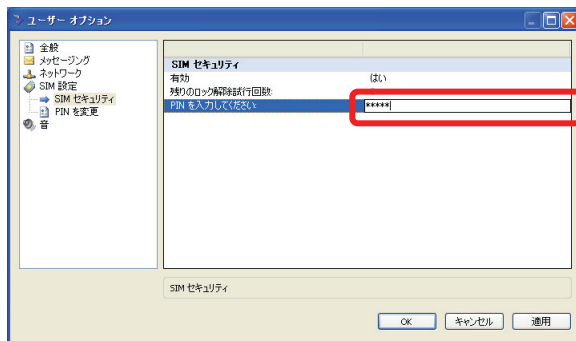 ユーザー オプション
全般
メッセージング
ネットワーク
SIM 設定
SIM セキュリティ
PIN を変更
音
SIM セキュリティ
有効 はい
残りのロック解除試行回数:
PIN を入力してください: *****
SIM セキュリティ
OK キャンセル 適用